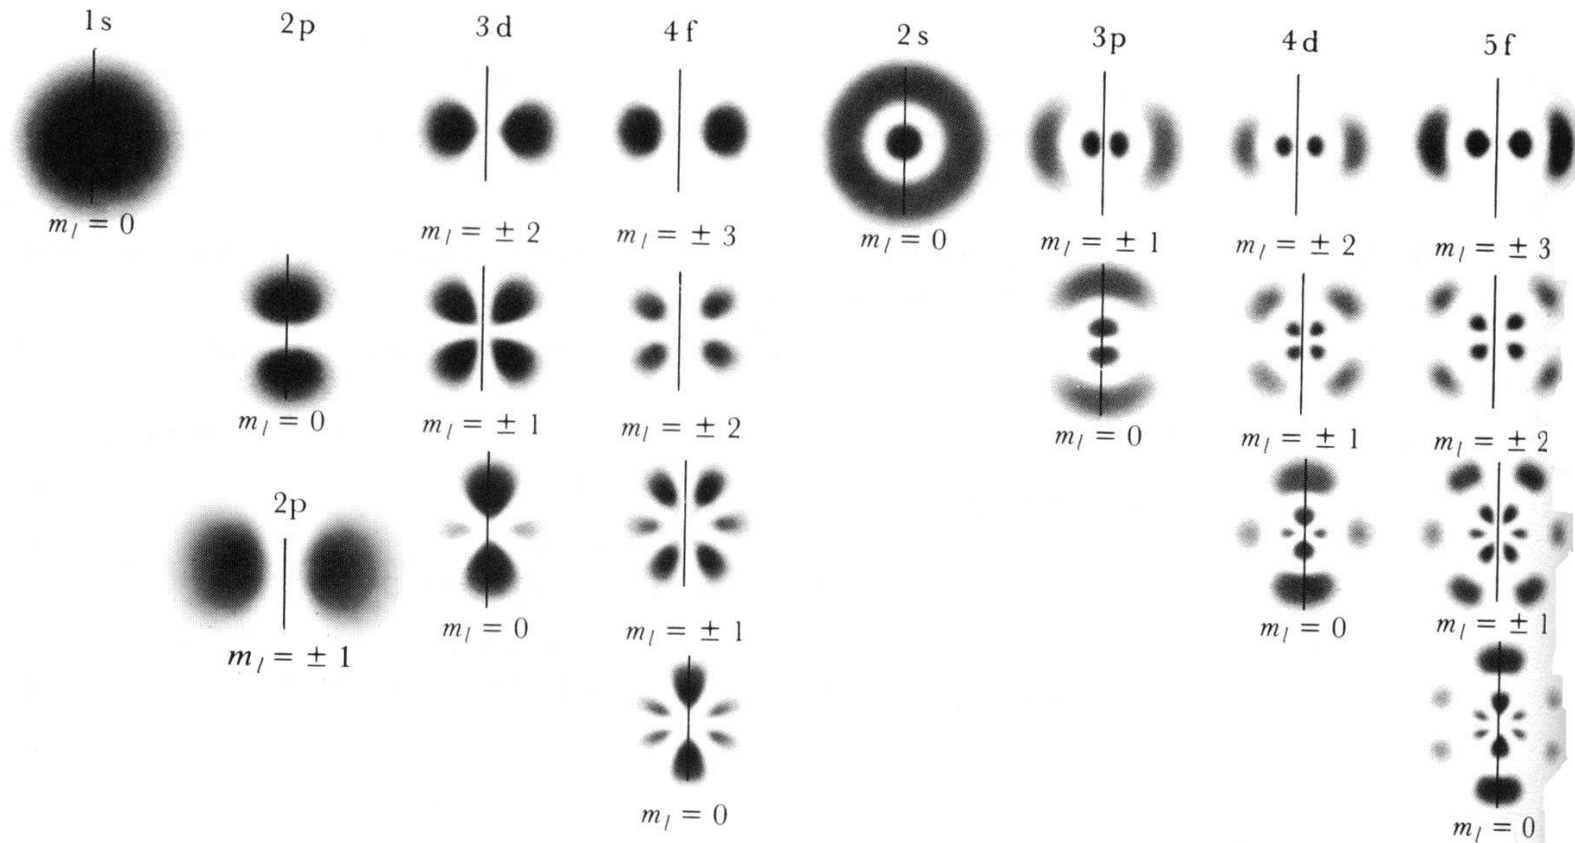 1s 2p 3d 4f 2s 3p 4d 5f
m_l = 0 m_l = ± 2 m_l = ± 3 m_l = 0 m_l = ± 1 m_l = ± 2 m_l = ± 3
m_l = 0 m_l = ± 1 m_l = ± 2 m_l = 0 m_l = ± 1 m_l = ± 2
2p
m_l = ± 1 m_l = 0 m_l = ± 1 m_l = 0 m_l = ± 1
m_l = 0 m_l = 0